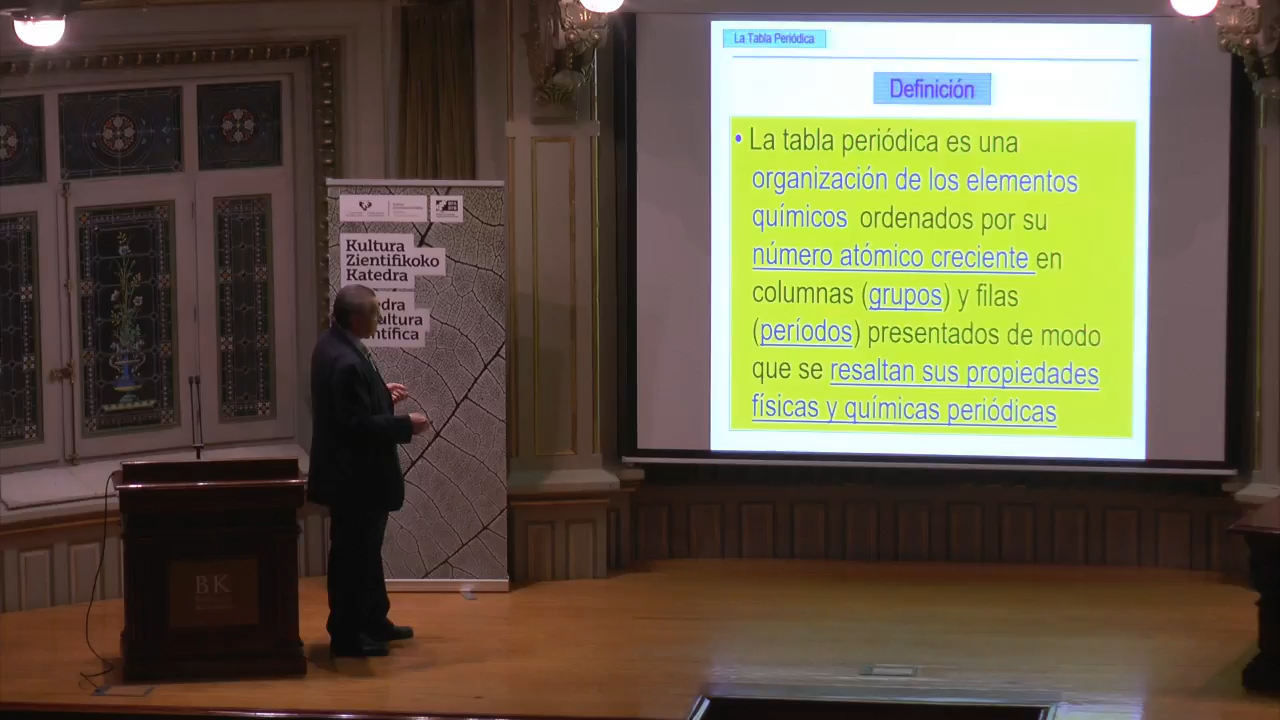 La Tabla Periódica
Definición
• La tabla periódica es una
organización de los elementos
químicos ordenados por su
número atómico creciente en
columnas (grupos) y filas
(períodos) presentados de modo
que se resaltan sus propiedades
físicas y químicas periódicas
Kultura
Zientifikoko
Katedra
BK